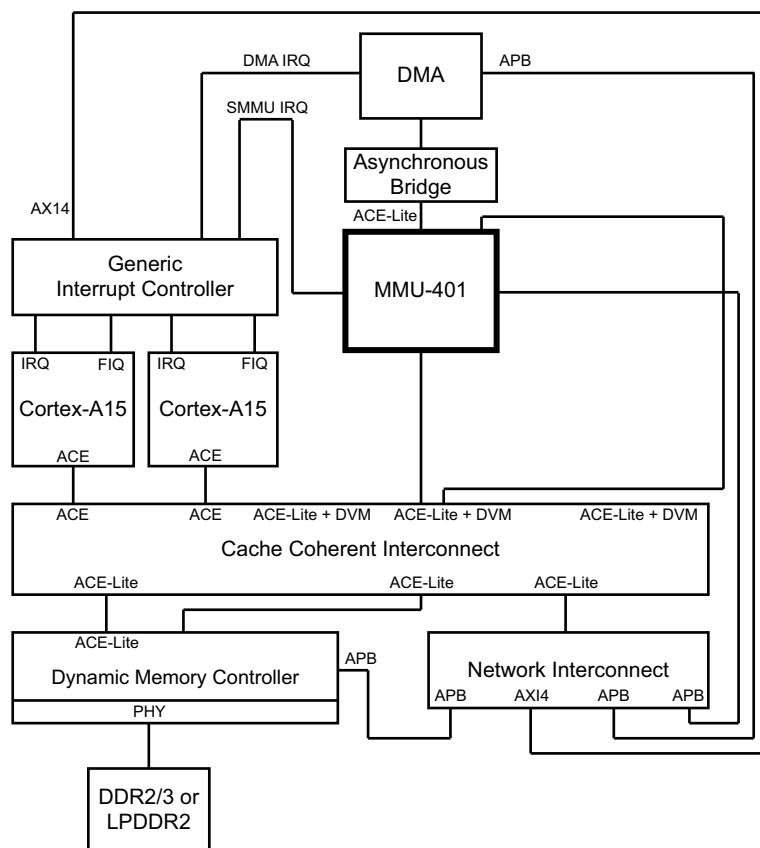 DMA IRQ
DMA
APB
SMMU IRQ
Asynchronous
Bridge
AX14
ACE-Lite
Generic
Interrupt Controller
MMU-401
IRQ
FIQ
IRQ
FIQ
Cortex-A15
Cortex-A15
ACE
ACE
ACE
ACE
ACE-Lite + DVM
ACE-Lite + DVM
ACE-Lite + DVM
Cache Coherent Interconnect
ACE-Lite
ACE-Lite
ACE-Lite
ACE-Lite
Dynamic Memory Controller
APB
Network Interconnect
APB
AXI4
APB
APB
PHY
DDR2/3 or
LPDDR2